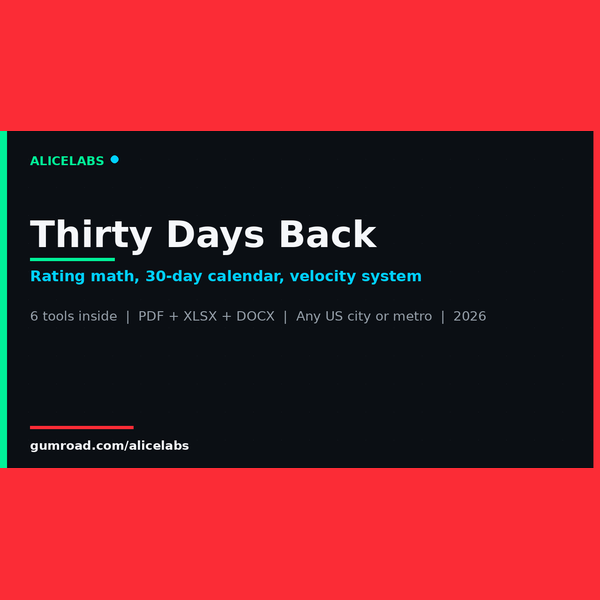 ALICELABS
Thirty Days Back
Rating math, 30-day calendar, velocity system
6 tools inside | PDF + XLSX + DOCX | Any US city or metro | 2026
gumroad.com/alicelabs